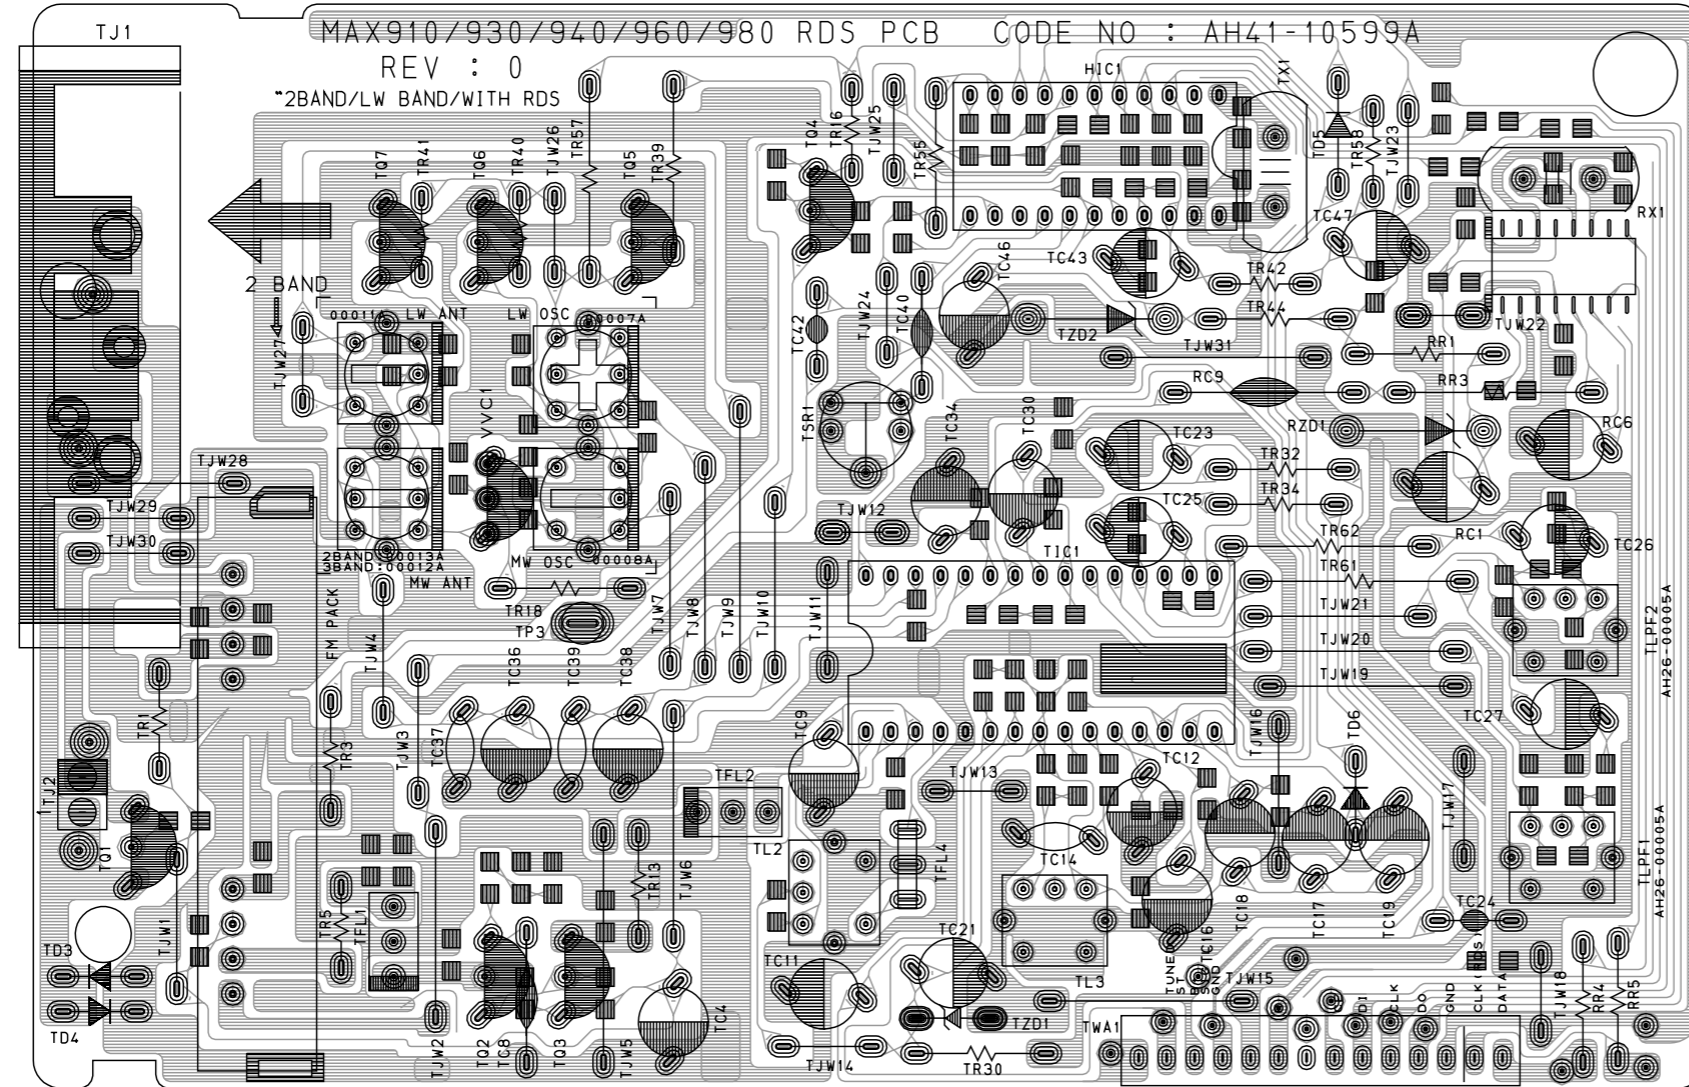 MAX910/930/940/960/980 RDS PCB CODE NO : AH41-10599A
REV : 0
"2BAND/LW BAND/WITH RDS
TJ1
HIC1
TX1
TQ7
TR41
TQ6
TR40
TJW26
TR57
TQ5
TR39
TQ4
TR16
TJW25
TR55
TD5
TR58
TJW23
RX1
TC47
TC43
TC46
TR42
TR44
TJW22
2 BAND
00011A
LW ANT
LW OSC
00007A
TJW27
TC42
TJW24
TC40
TZD2
TJW31
RR1
RC9
RR3
VVC1
TSR1
TC34
TC30
TC23
RZD1
RC6
TR32
TR34
TC25
TJW28
TJW29
TJW30
TJW12
TR62
RC1
TC26
2BAND:00013A
3BAND:00012A
MW OSC
00008A
MW ANT
TIC1
TR61
TR18
TP3
TJW7
TJW8
TJW9
TJW10
TJW11
TJW21
TJW20
TJW19
FM PACK
TJW4
TLPF2
AH26-00005A
TR1
TR3
TJW3
TC37
TC36
TC39
TC38
TC9
TJW16
TD6
TC27
TFL2
TJW13
TC12
TJW17
TJ2
1
TQ1
TL2
TFL4
TC14
TLPF1
AH26-00005A
TR13
TJW6
TJW1
TR5
TFL1
TC21
TC18
TC17
TC19
TC24
TD3
TC11
TL3
TC16
TUNE
ST
GND
TJW15
DI
CLK
DO
GND
CLK(RDS)
DATA
TJW18
RR4
RR5
TD4
TJW2
TQ2
TC8
TQ3
TJW5
TC4
TZD1
TWA1
TJW14
TR30